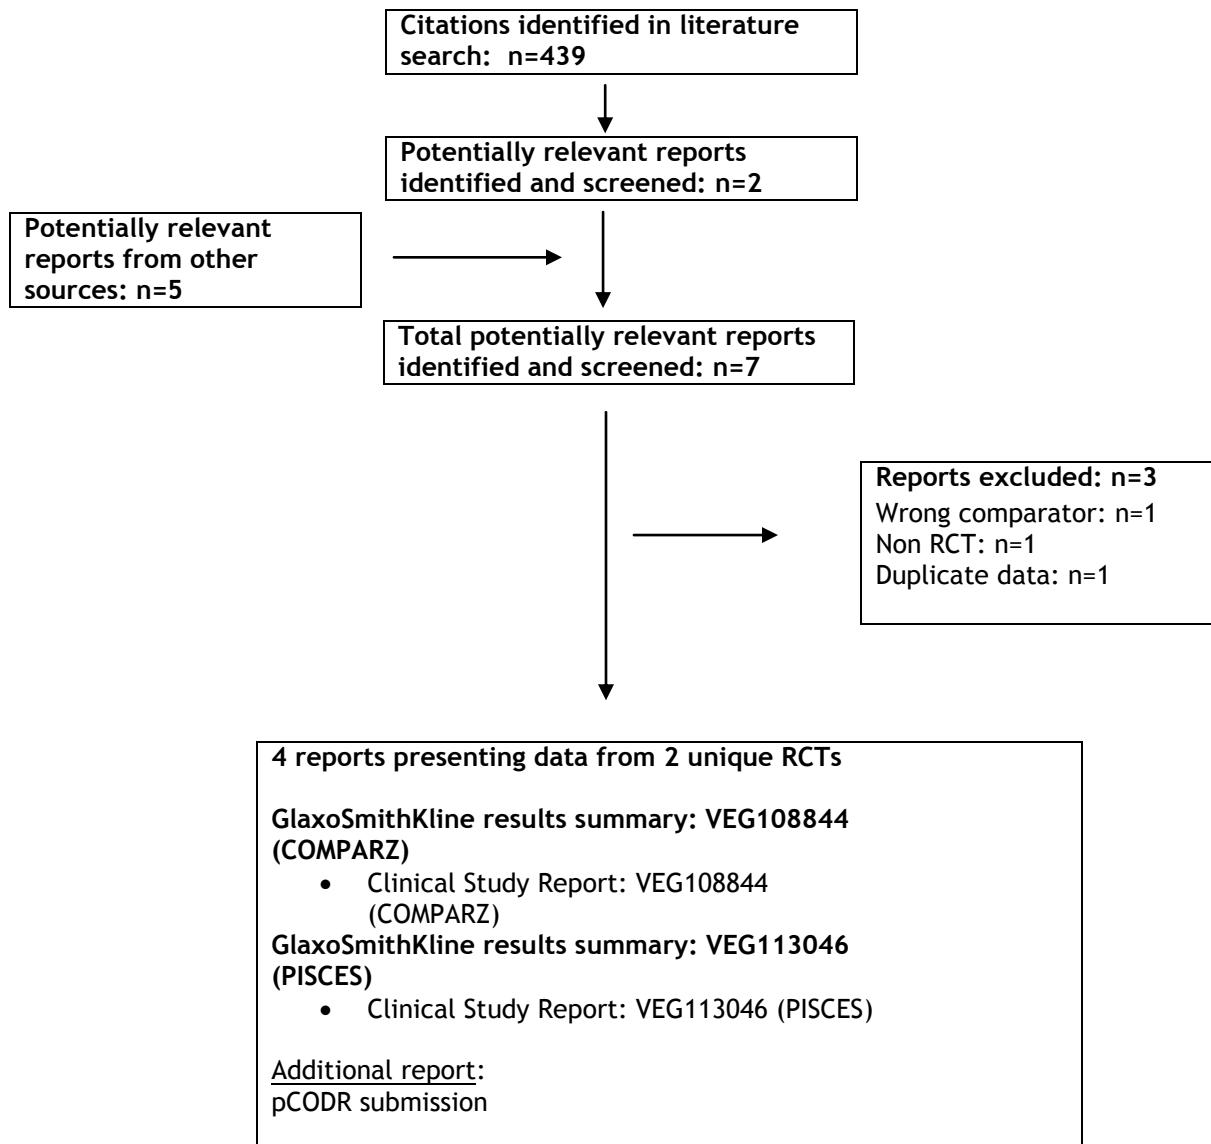 Citations identified in literature
search: n=439
Potentially relevant reports
identified and screened: n=2
Potentially relevant
reports from other
sources: n=5
Total potentially relevant reports
identified and screened: n=7
Reports excluded: n=3
Wrong comparator: n=1
Non RCT: n=1
Duplicate data: n=1
4 reports presenting data from 2 unique RCTs
GlaxoSmithKline results summary: VEG108844
(COMPARZ)
• Clinical Study Report: VEG108844
(COMPARZ)
GlaxoSmithKline results summary: VEG113046
(PISCES)
• Clinical Study Report: VEG113046 (PISCES)
Additional report:
pCODR submission